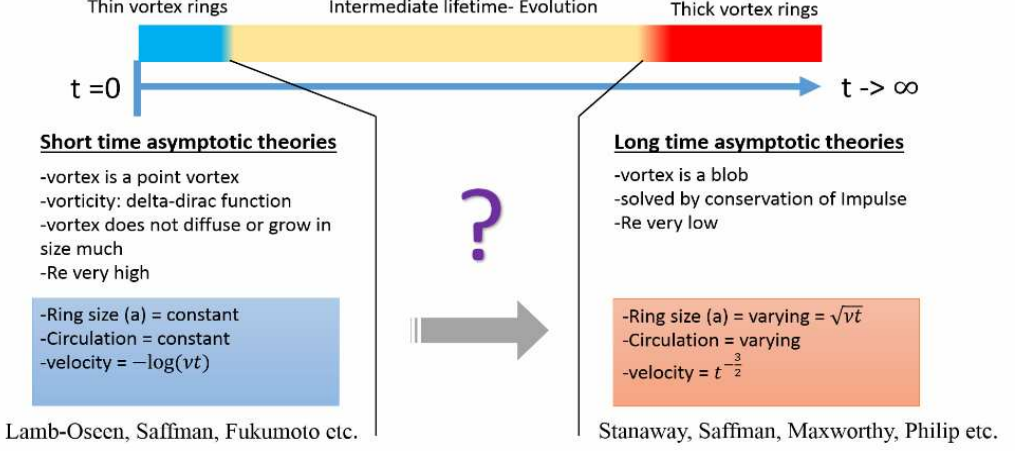 Thin vortex rings
Intermediate lifetime- Evolution
Thick vortex rings
t =0
t -> ∞
Short time asymptotic theories
-vortex is a point vortex
-vorticity: delta-dirac function
-vortex does not diffuse or grow in
size much
-Re very high
-Ring size (a) = constant
-Circulation = constant
-velocity = −log(νt)
Lamb-Oseen, Saffman, Fukumoto etc.
?
Long time asymptotic theories
-vortex is a blob
-solved by conservation of Impulse
-Re very low
-Ring size (a) = varying = √νt
-Circulation = varying
-velocity = t^{-3/2}
Stanaway, Saffman, Maxworthy, Philip etc.